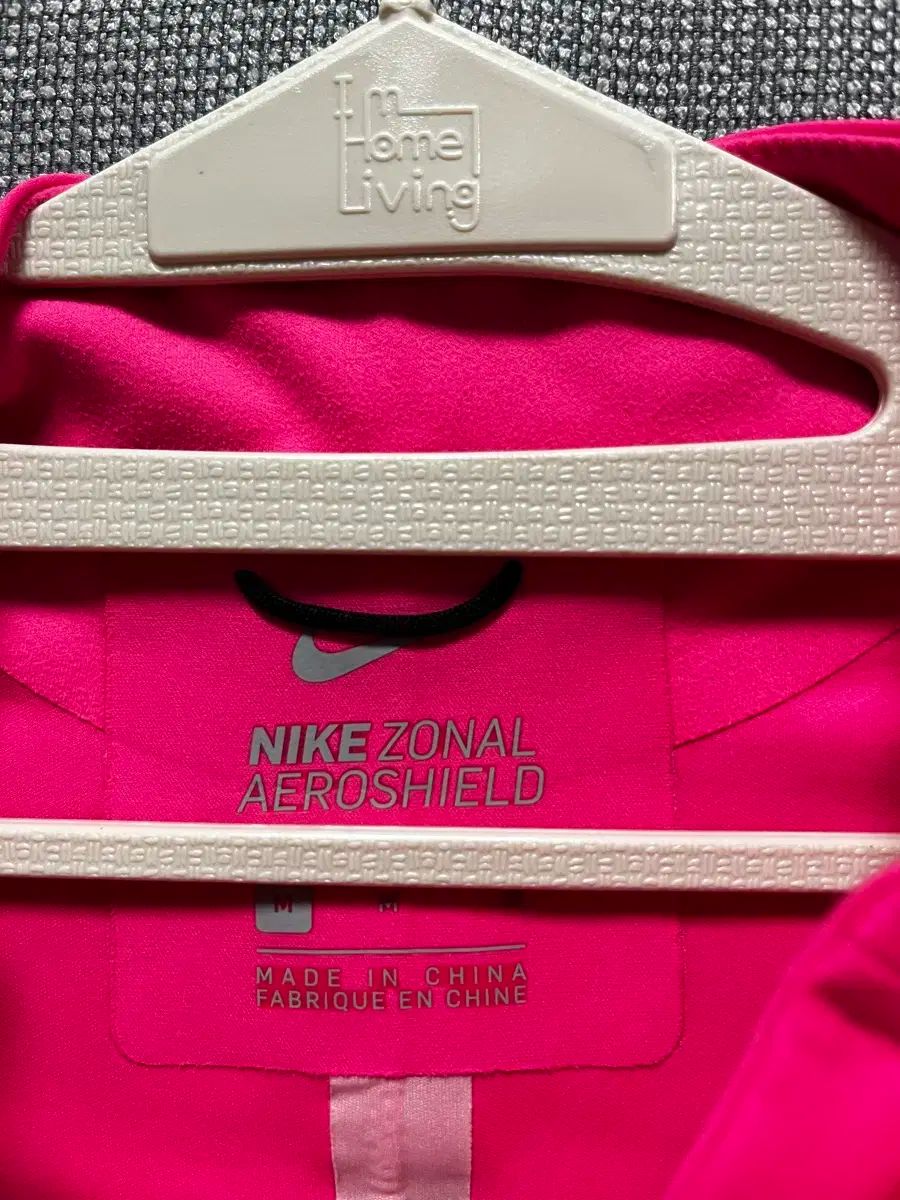 I'm
Home
Living
NIKE ZONAL
AEROSHIELD
M M
MADE IN CHINA
FABRIQUE EN CHINE